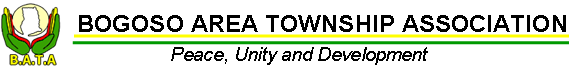 BOGOSO AREA TOWNSHIP ASSOCIATION
Peace, Unity and Development
B.A.T.A